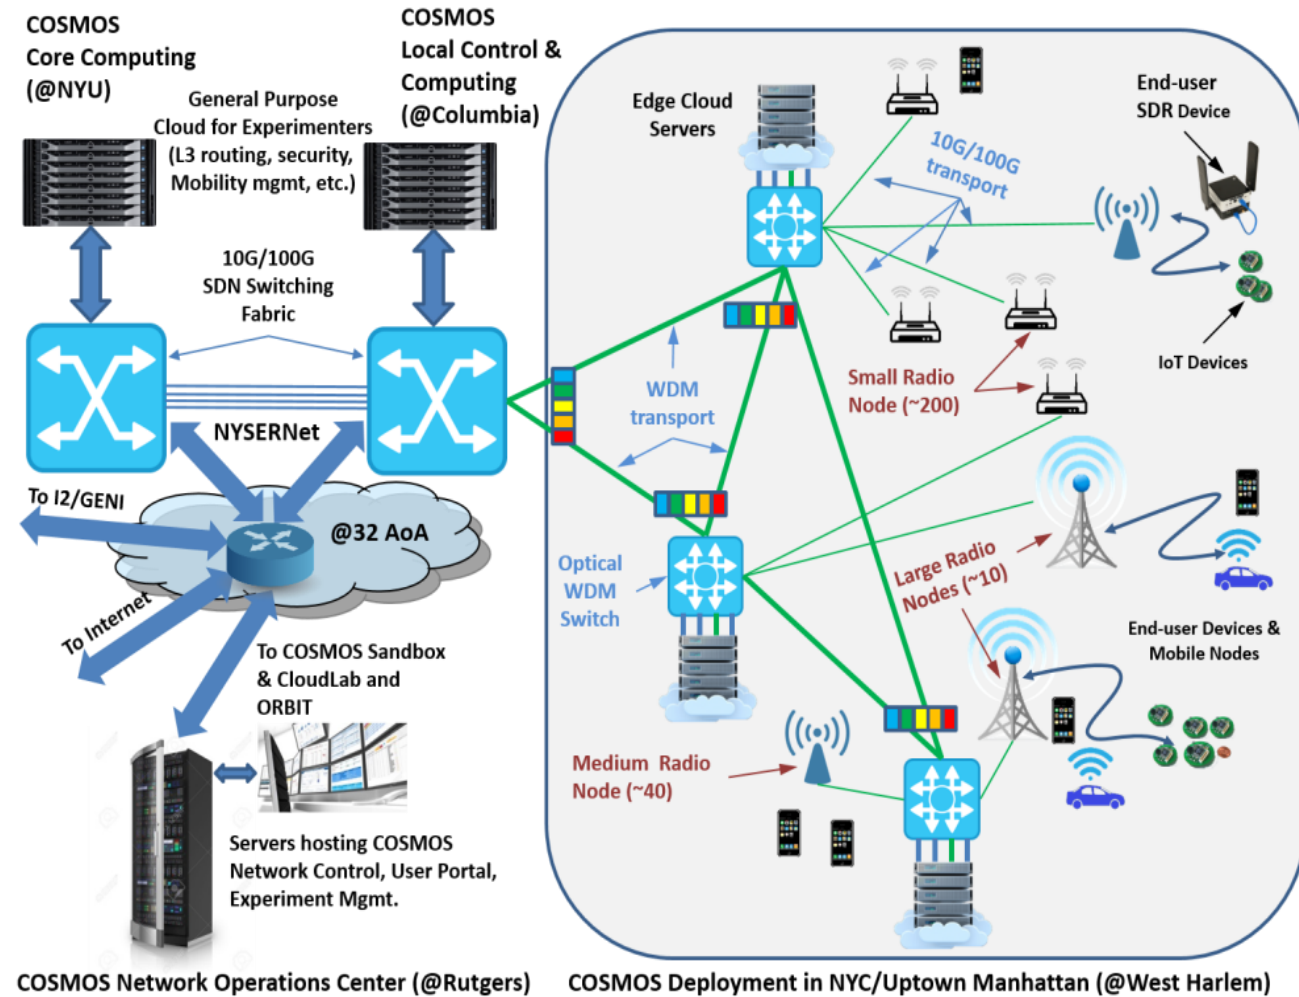 COSMOS
Core Computing
(@NYU)
COSMOS
Local Control &
Computing
(@Columbia)
General Purpose
Cloud for Experimenters
(L3 routing, security,
Mobility mgmt, etc.)
10G/100G
SDN Switching
Fabric
NYSERNet
To I2/GENI
@32 AoA
To Internet
To COSMOS Sandbox
& CloudLab and
ORBIT
Servers hosting COSMOS
Network Control, User Portal,
Experiment Mgmt.
COSMOS Network Operations Center (@Rutgers)
Edge Cloud
Servers
10G/100G
transport
End-user
SDR Device
IoT Devices
WDM
transport
Small Radio
Node (~200)
Optical
WDM
Switch
Large Radio
Nodes (~10)
End-user Devices &
Mobile Nodes
Medium Radio
Node (~40)
COSMOS Deployment in NYC/Uptown Manhattan (@West Harlem)